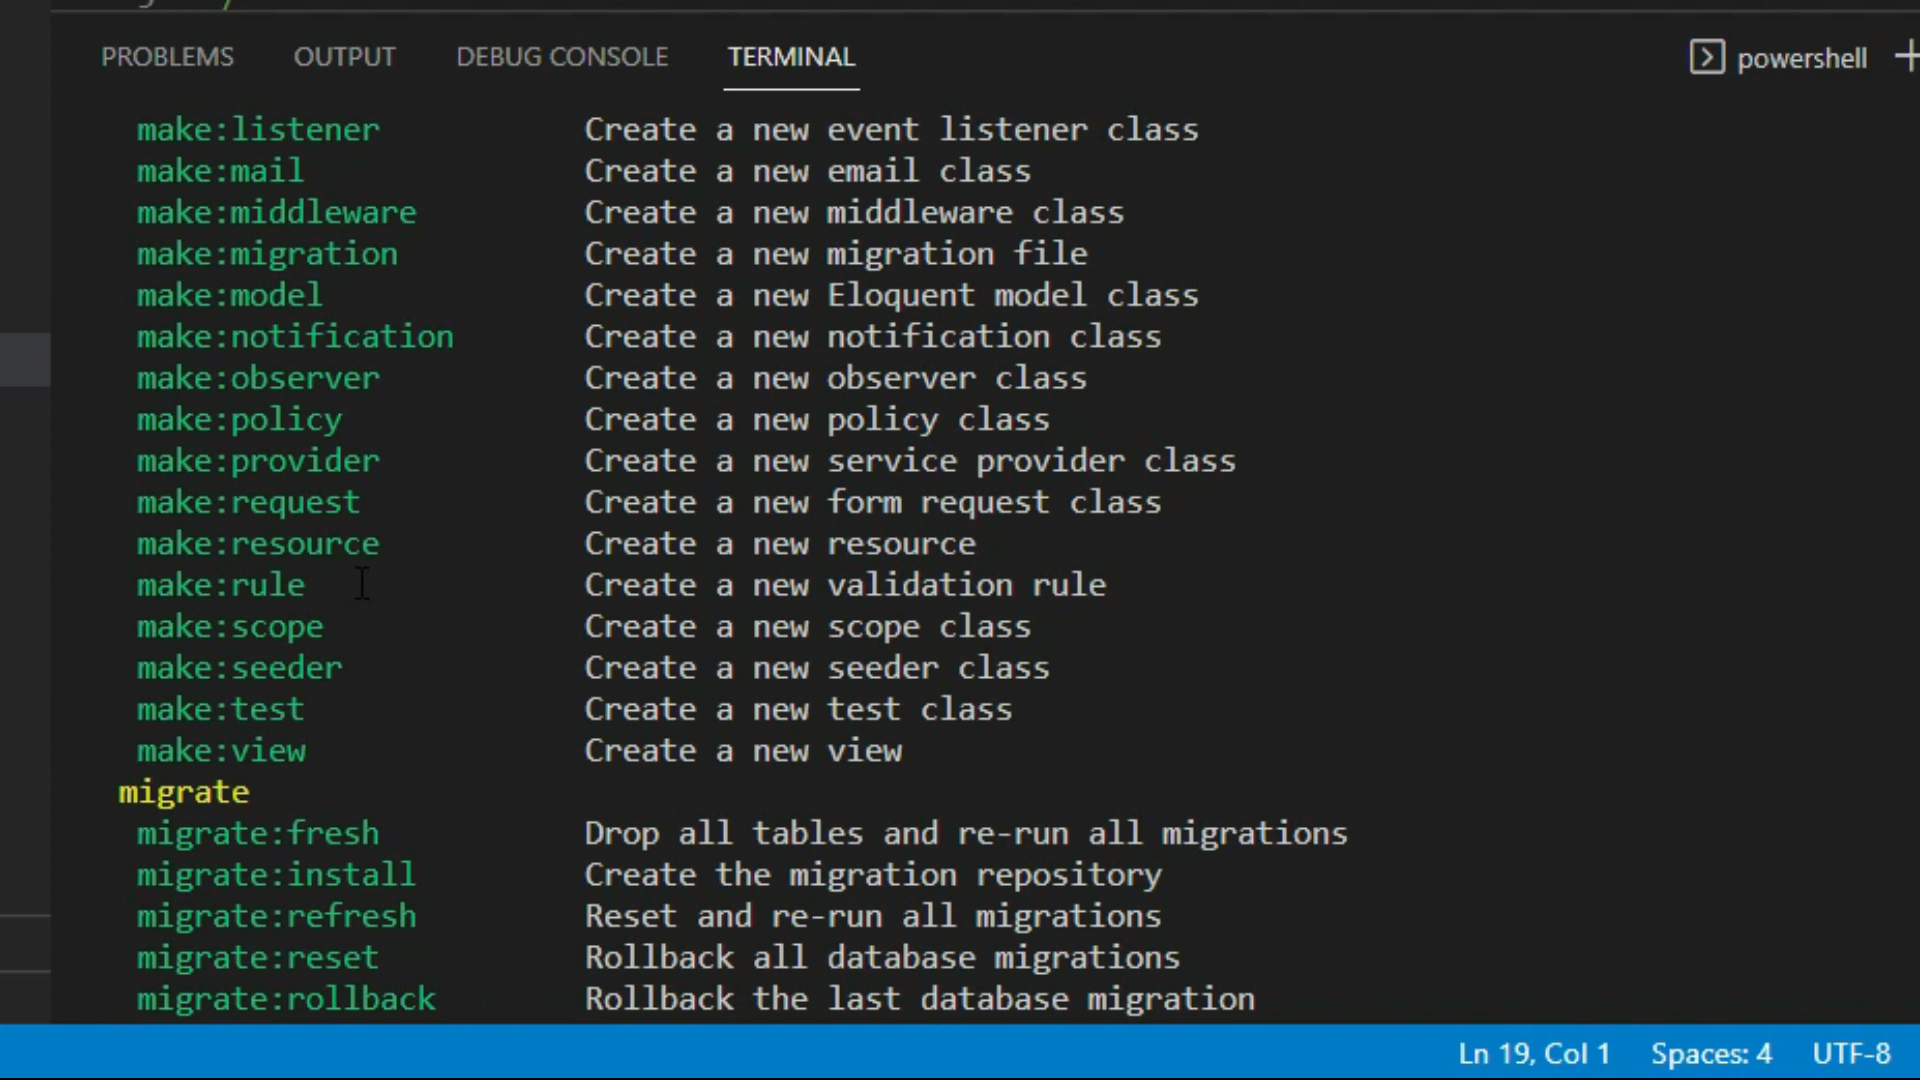 PROBLEMS OUTPUT DEBUG CONSOLE TERMINAL powershell
make:listener Create a new event listener class
make:mail Create a new email class
make:middleware Create a new middleware class
make:migration Create a new migration file
make:model Create a new Eloquent model class
make:notification Create a new notification class
make:observer Create a new observer class
make:policy Create a new policy class
make:provider Create a new service provider class
make:request Create a new form request class
make:resource Create a new resource
make:rule Create a new validation rule
make:scope Create a new scope class
make:seeder Create a new seeder class
make:test Create a new test class
make:view Create a new view
migrate
migrate:fresh Drop all tables and re-run all migrations
migrate:install Create the migration repository
migrate:refresh Reset and re-run all migrations
migrate:reset Rollback all database migrations
migrate:rollback Rollback the last database migration
Ln 19, Col 1 Spaces: 4 UTF-8